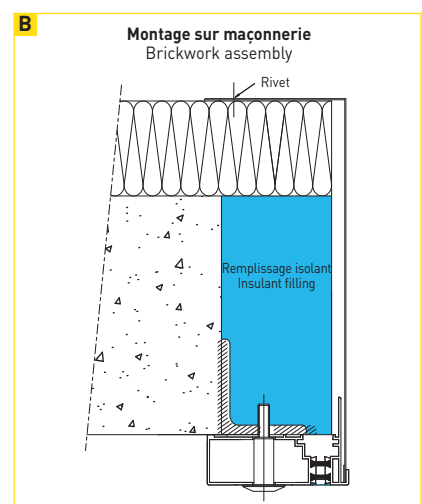 B
Montage sur maçonnerie
Brickwork assembly
Rivet
Remplissage isolant
Insulant filling